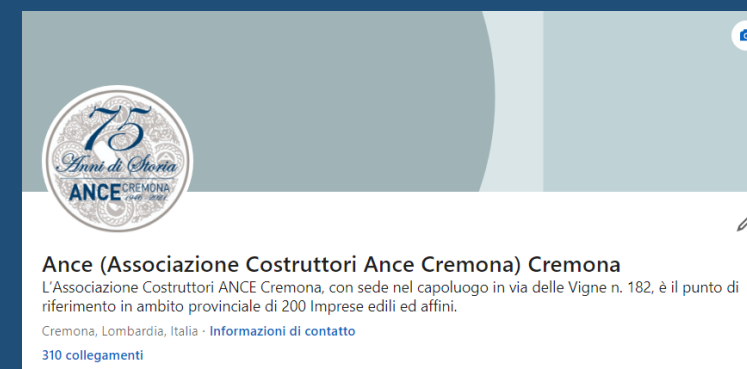 75
Anni di Storia
ANCE CREMONA
1946 - 2021
Ance (Associazione Costruttori Ance Cremona) Cremona
L'Associazione Costruttori ANCE Cremona, con sede nel capoluogo in via delle Vigne n. 182, è il punto di
riferimento in ambito provinciale di 200 Imprese edili ed affini.
Cremona, Lombardia, Italia · Informazioni di contatto
310 collegamenti